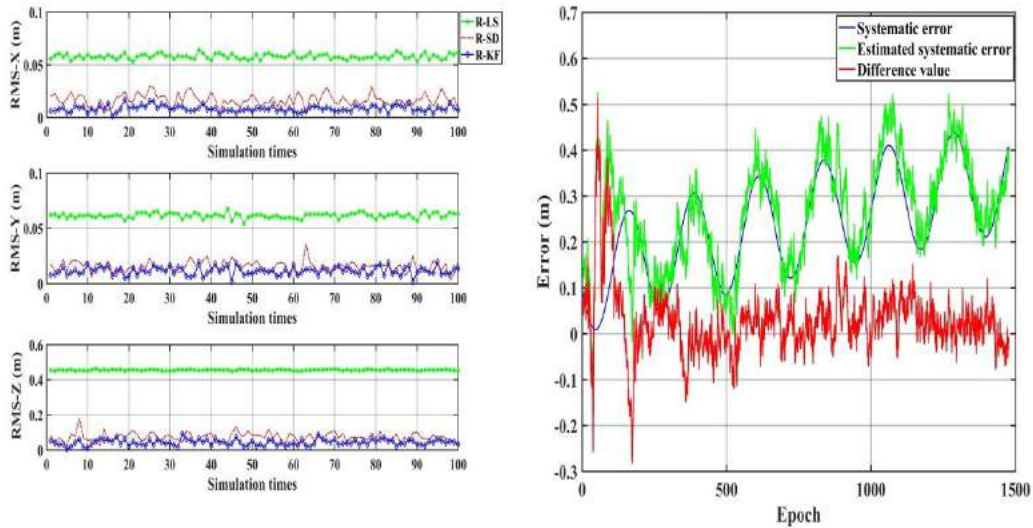 0.1
0.05
0
RMS-X (m)
R-LS
R-SD
R-KF
0 10 20 30 40 50 60 70 80 90 100
Simulation times
0.1
0.05
0
RMS-Y (m)
0 10 20 30 40 50 60 70 80 90 100
Simulation times
0.6
0.4
0.2
0
RMS-Z (m)
0 10 20 30 40 50 60 70 80 90 100
Simulation times
0.7
0.6
0.5
0.4
0.3
0.2
0.1
0
-0.1
-0.2
-0.3
Error (m)
Systematic error
Estimated systematic error
Difference value
0 500 1000 1500
Epoch